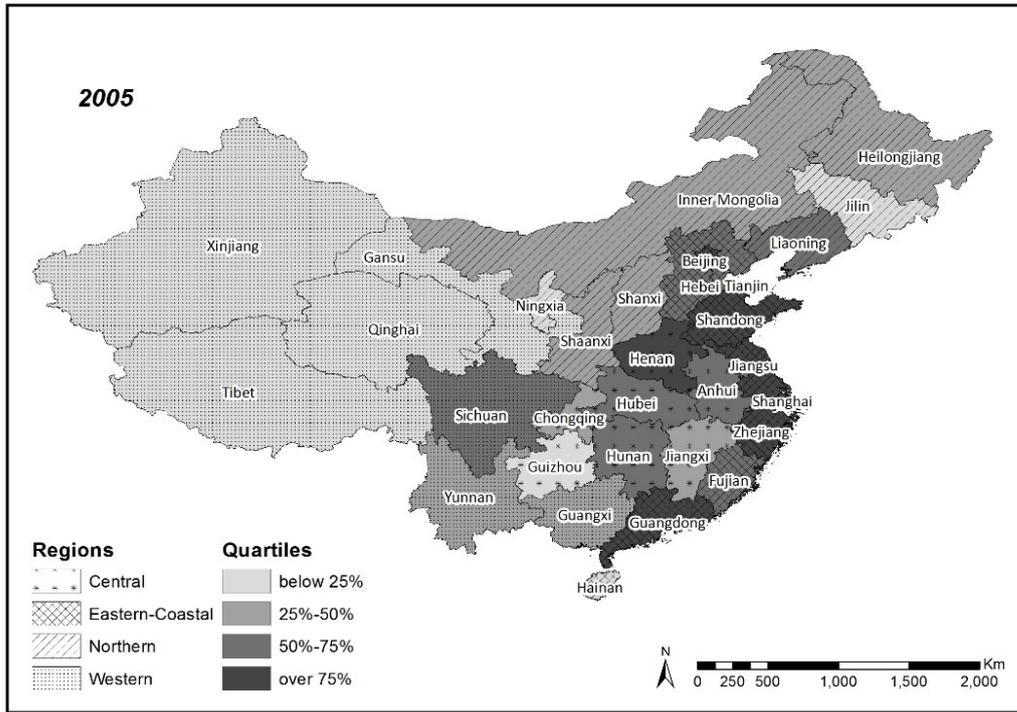 2005
Heilongjiang
Inner Mongolia
Jilin
Xinjiang
Gansu
Beijing
Liaoning
Hebei Tianjin
Ningxia
Shanxi
Qinghai
Shandong
Shaanxi
Henan
Jiangsu
Tibet
Anhui
Shanghai
Sichuan
Hubei
Chongqing
Zhejiang
Guizhou
Hunan
Jiangxi
Fujian
Yunnan
Guangxi
Guangdong
Hainan
Regions
Central
Eastern-Coastal
Northern
Western
Quartiles
below 25%
25%-50%
50%-75%
over 75%
N
Km
0 250 500 1,000 1,500 2,000